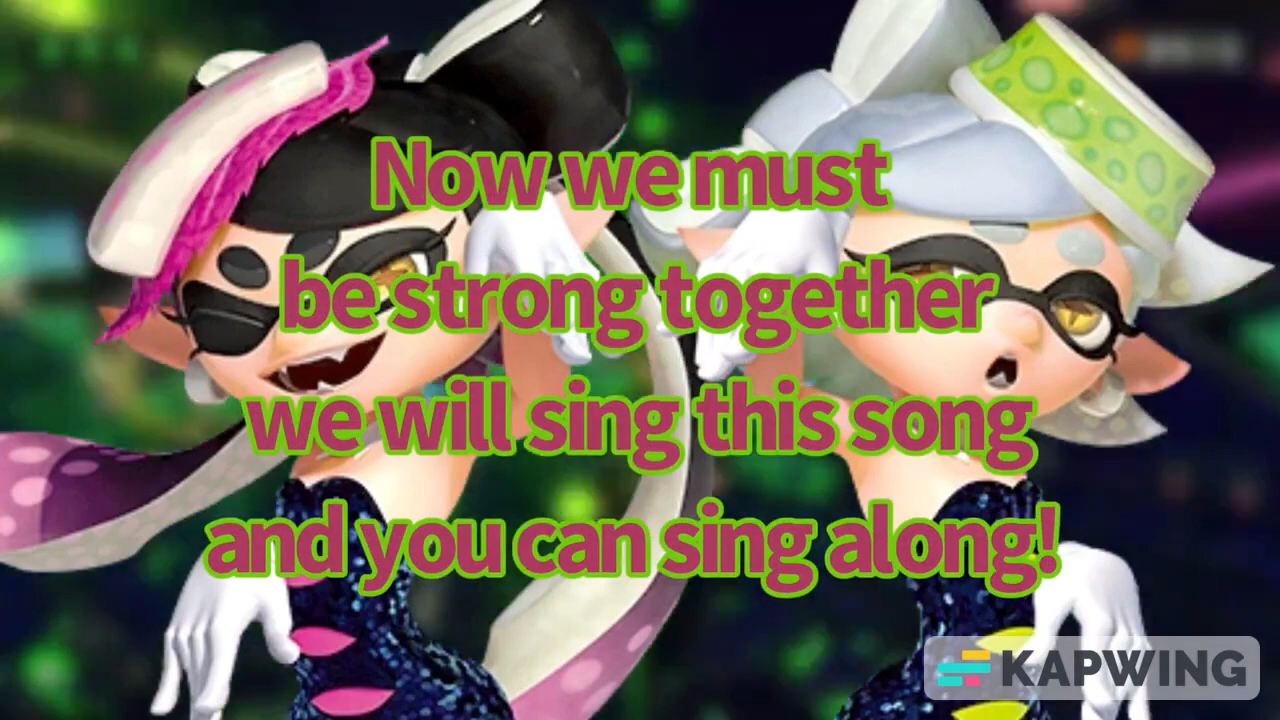 Now we must
be strong together
we will sing this song
and you can sing along!
KAPWING